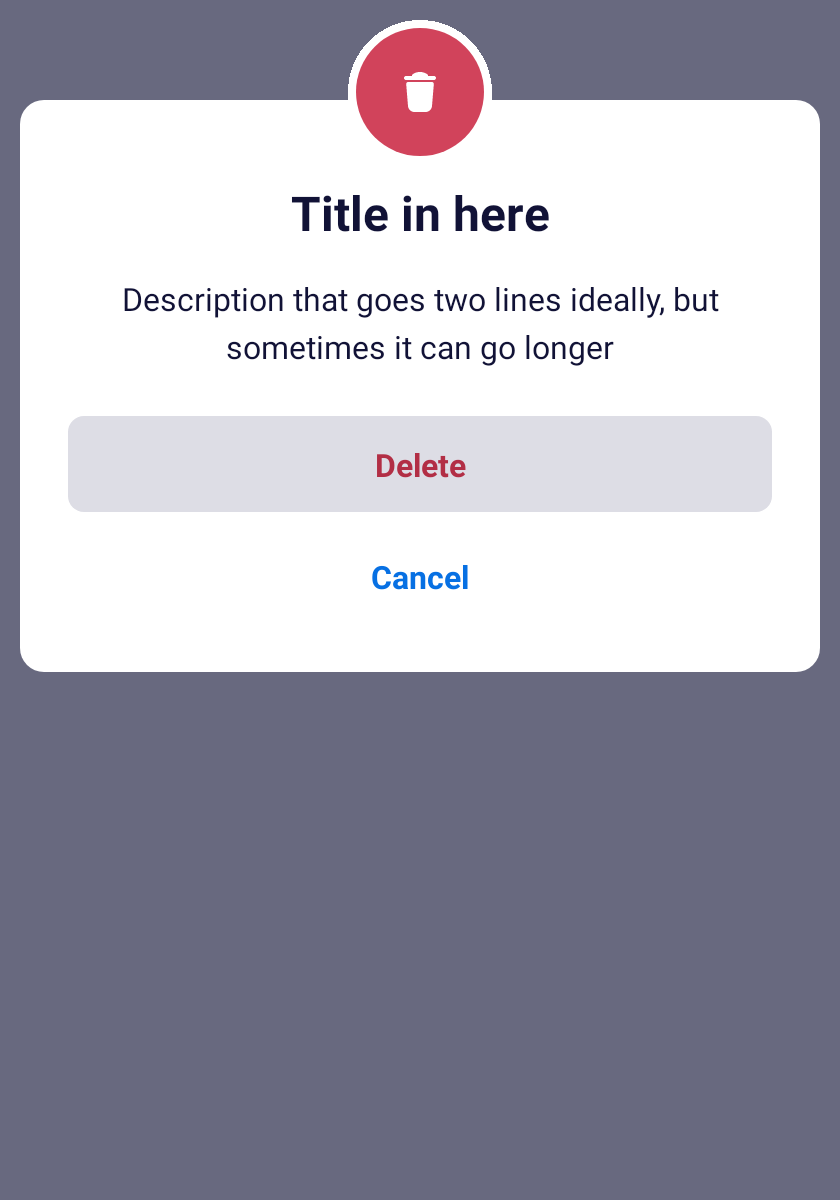 Title in here
Description that goes two lines ideally, but
sometimes it can go longer
Delete
Cancel